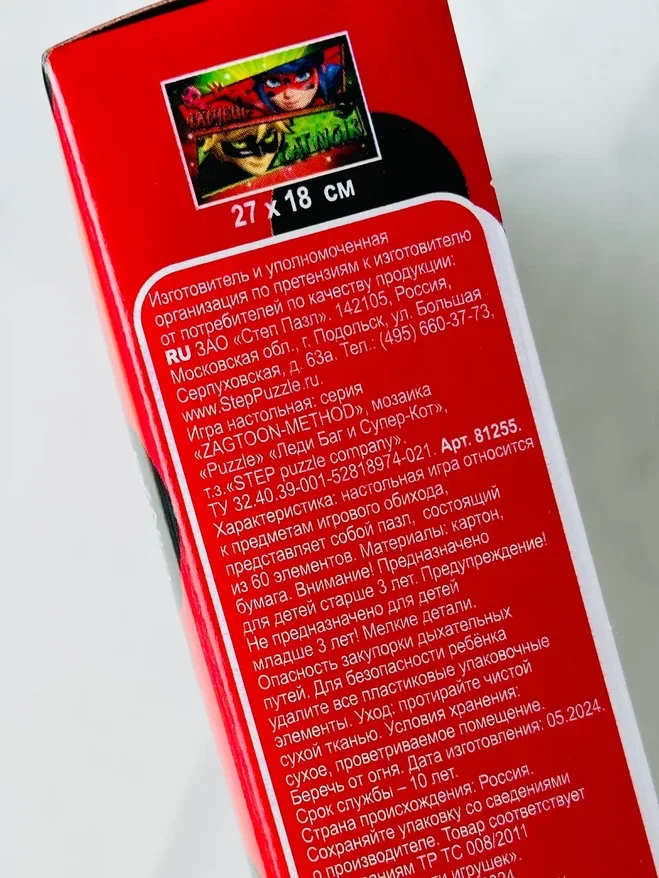 LADYBUG
27 x 18 см
Изготовитель и уполномоченная
организация по претензиям к изготовителю
от потребителей по качеству продукции:
RU ЗАО «Степ Пазл». 142105, Россия,
Московская обл., г. Подольск, ул. Большая
Серпуховская, д. 63а. Тел.: (495) 660-37-73,
www.StepPuzzle.ru.
Игра настольная: серия
«ZAGTOON-METHOD», мозаика
«Puzzle» «Леди Баг и Супер-Кот»,
т.з.«STEP puzzle company».
ТУ 32.40.39-001-52818974-021. Арт. 81255.
Характеристика: настольная игра относится
к предметам игрового обихода,
представляет собой пазл, состоящий
из 60 элементов. Материалы: картон,
бумага. Внимание! Предназначено
для детей старше 3 лет. Предупреждение!
Не предназначено для детей
младше 3 лет! Мелкие детали.
Опасность закупорки дыхательных
путей. Для безопасности ребёнка
удалите все пластиковые упаковочные
элементы. Уход: протирайте чистой
сухой тканью. Условия хранения:
сухое, проветриваемое помещение.
Беречь от огня. Дата изготовления: 05.2024.
Срок службы – 10 лет.
Страна происхождения: Россия.
Сохраняйте упаковку со сведениями
о производителе. Товар соответствует
ТР ТС 008/2011
игрушек».